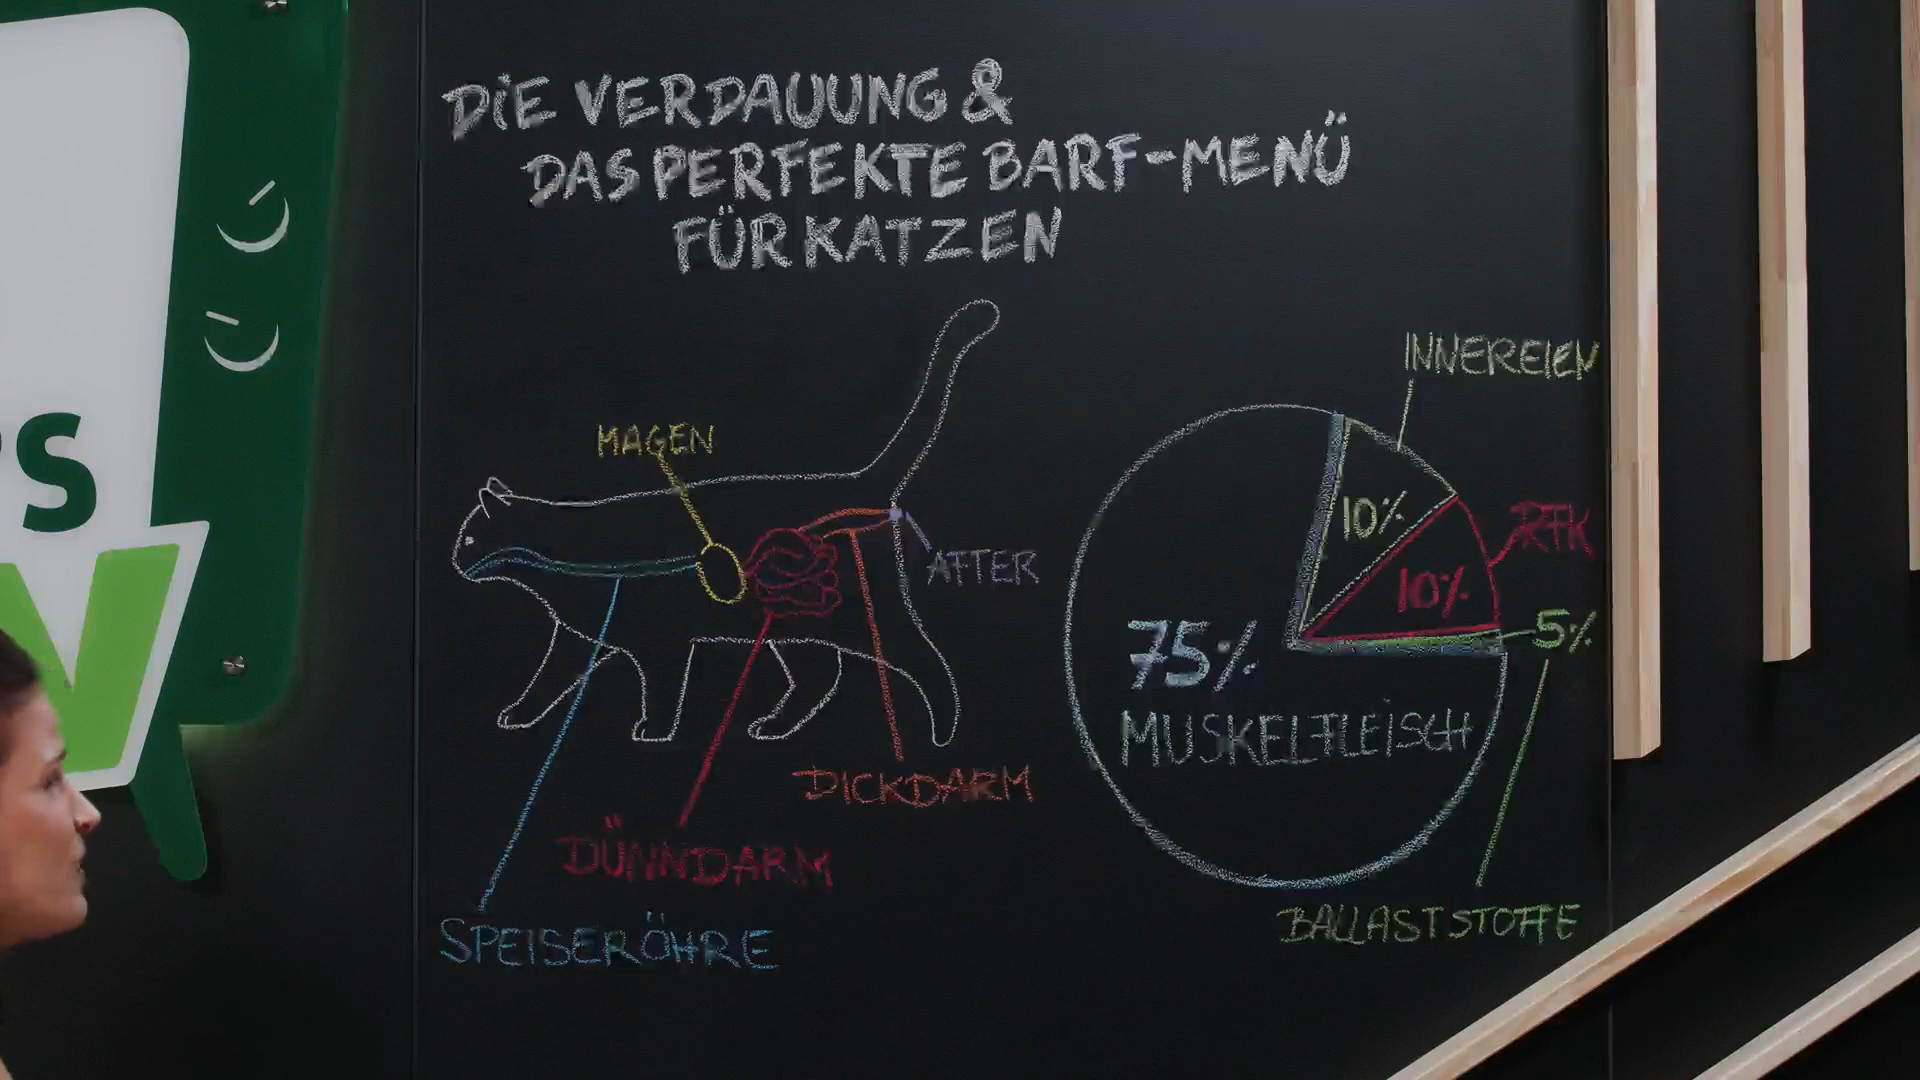 DIE VERDAUUNG &
DAS PERFEKTE BARF-MENÜ
FÜR KATZEN
MAGEN
AFTER
DICKDARM
DÜNNDARM
SPEISERÖHRE
INNEREIEN
10%
RFK
10%
5%
75%
MUSKELFLEISCH
BALLASTSTOFFE